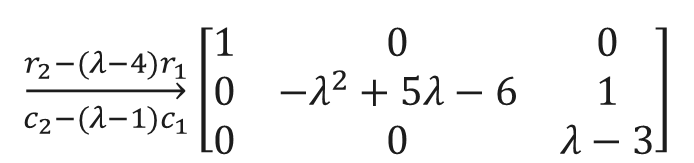 r₂−(λ−4)r₁
c₂−(λ−1)c₁
1 0 0
0 −λ² + 5λ − 6 1
0 0 λ − 3